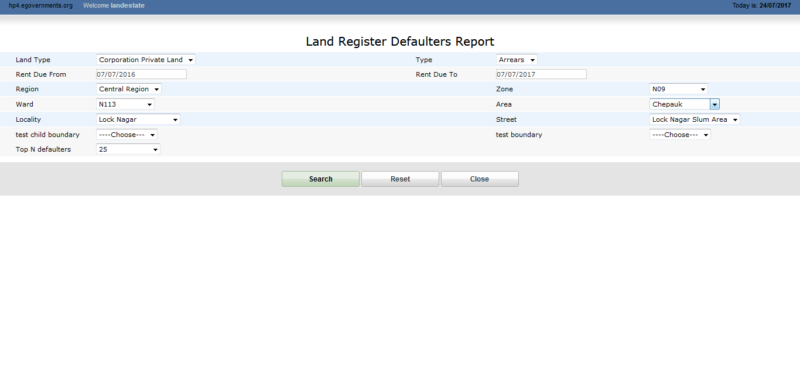 hp4.egovernments.org Welcome landestate Today is: 24/07/2017
Land Register Defaulters Report
Land Type Corporation Private Land Type Arrears
Rent Due From 07/07/2016 Rent Due To 07/07/2017
Region Central Region Zone N09
Ward N113 Area Chepauk
Locality Lock Nagar Street Lock Nagar Slum Area
test child boundary ----Choose--- test boundary ----Choose---
Top N defaulters 25
Search Reset Close